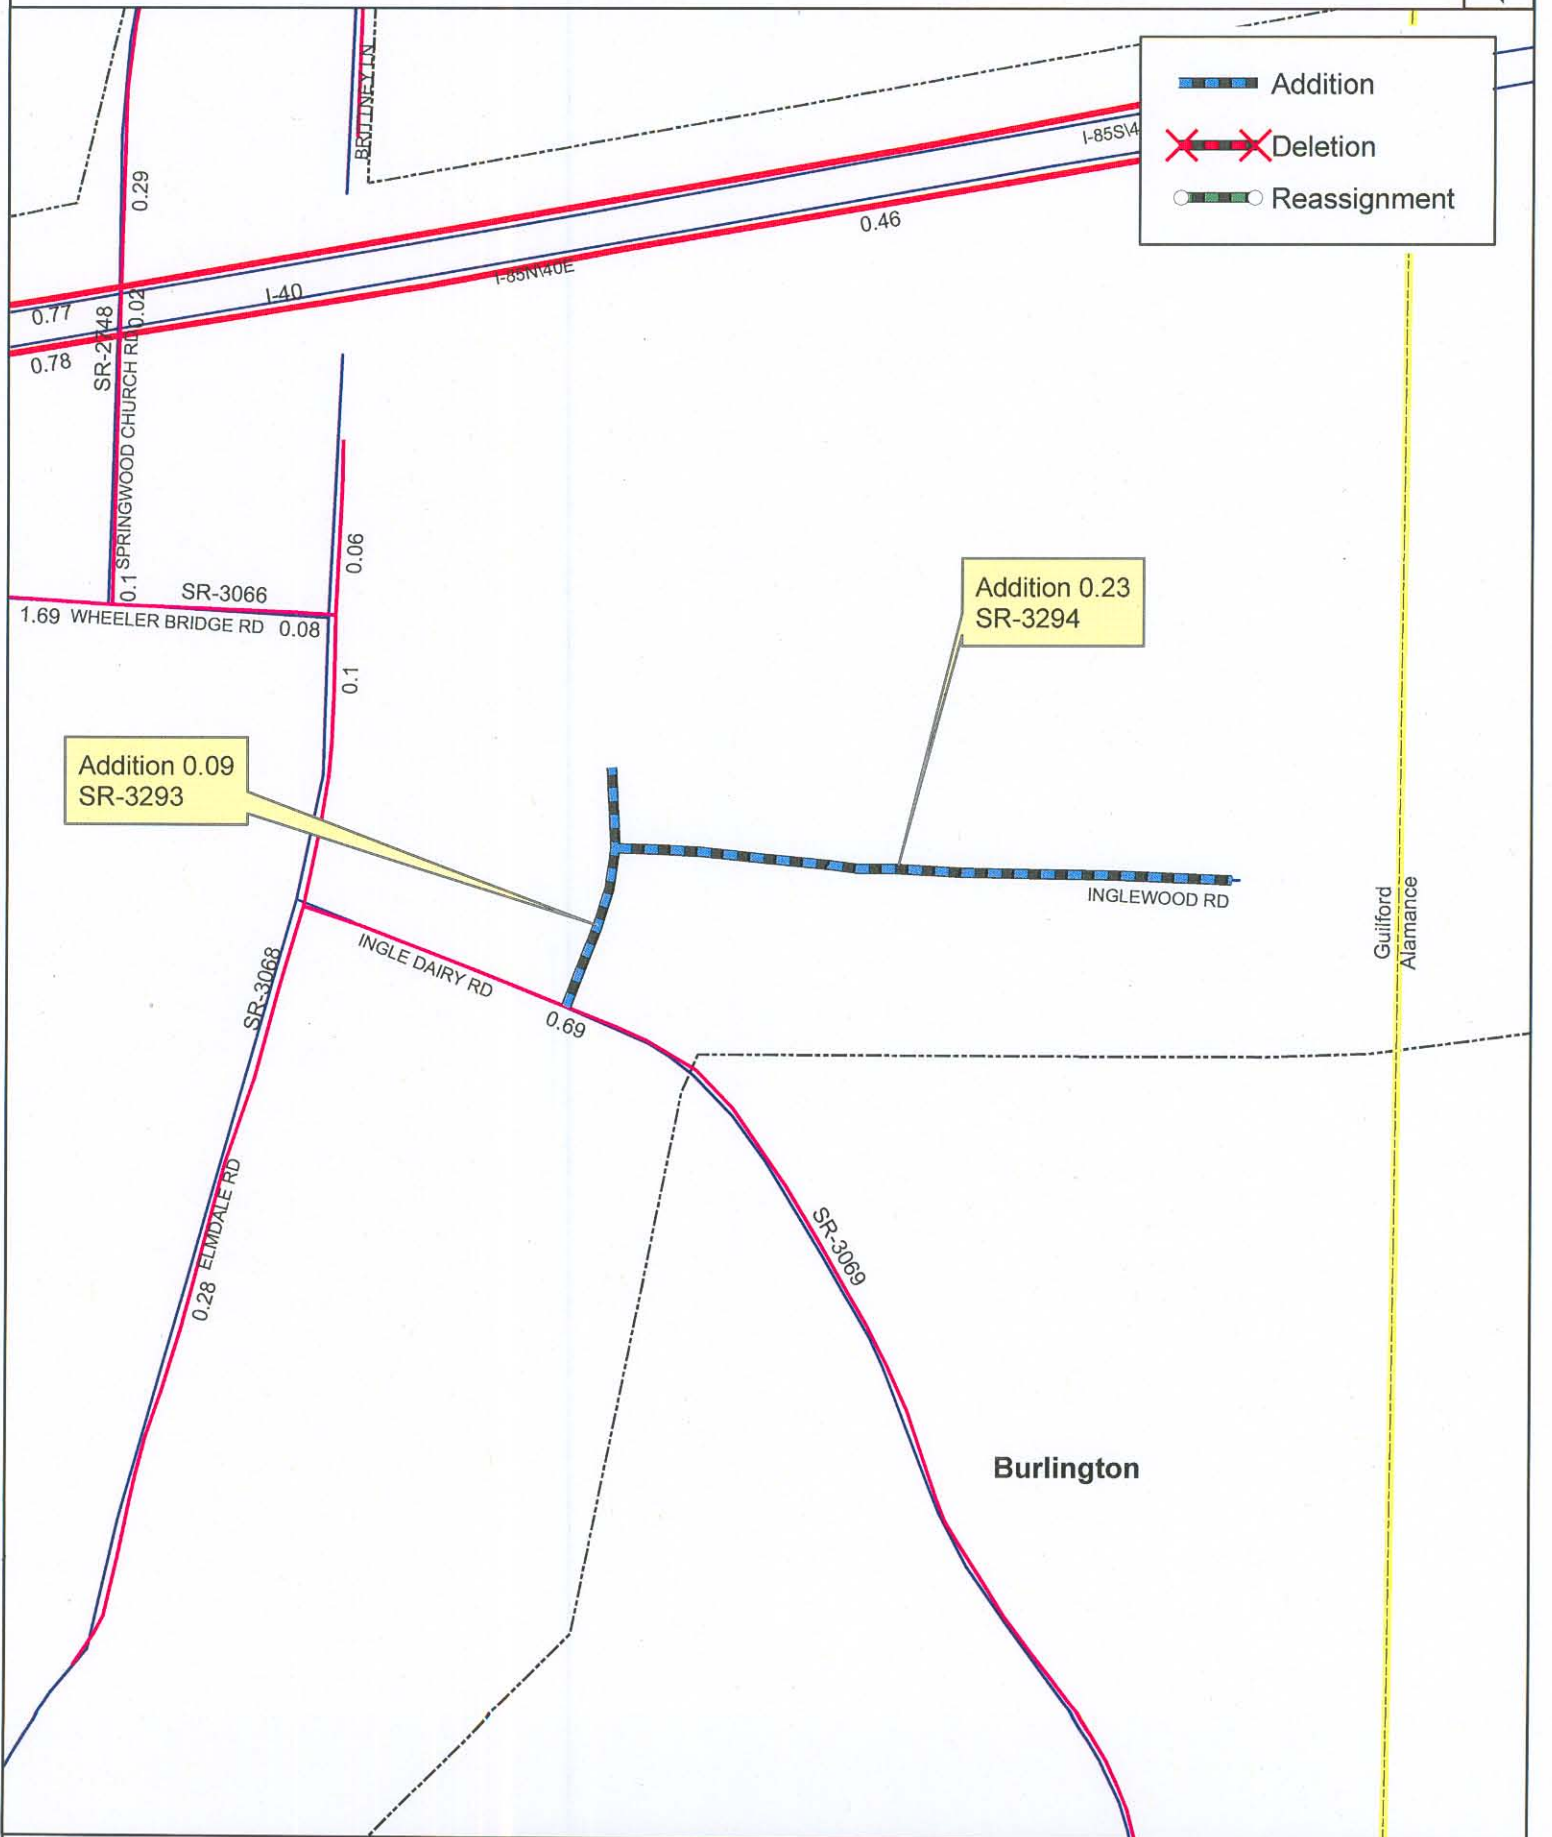 BRITTNEY LN
Addition
I-85S\4
Deletion
0.29
Reassignment
0.46
I-85N\40E
I-40
0.77
0.02
SR-2748
0.78
SPRINGWOOD CHURCH RD
0.1
0.06
SR-3066
1.69 WHEELER BRIDGE RD 0.08
Addition 0.23
SR-3294
0.1
Addition 0.09
SR-3293
INGLEWOOD RD
Guilford
Alamance
INGLE DAIRY RD
SR-3068
0.69
0.28 ELMDALE RD
SR-3069
Burlington